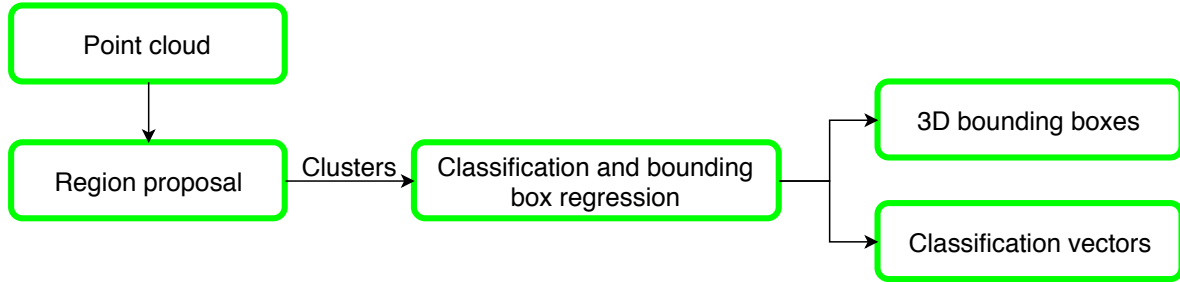 Point cloud
Region proposal
Clusters
Classification and bounding
box regression
3D bounding boxes
Classification vectors